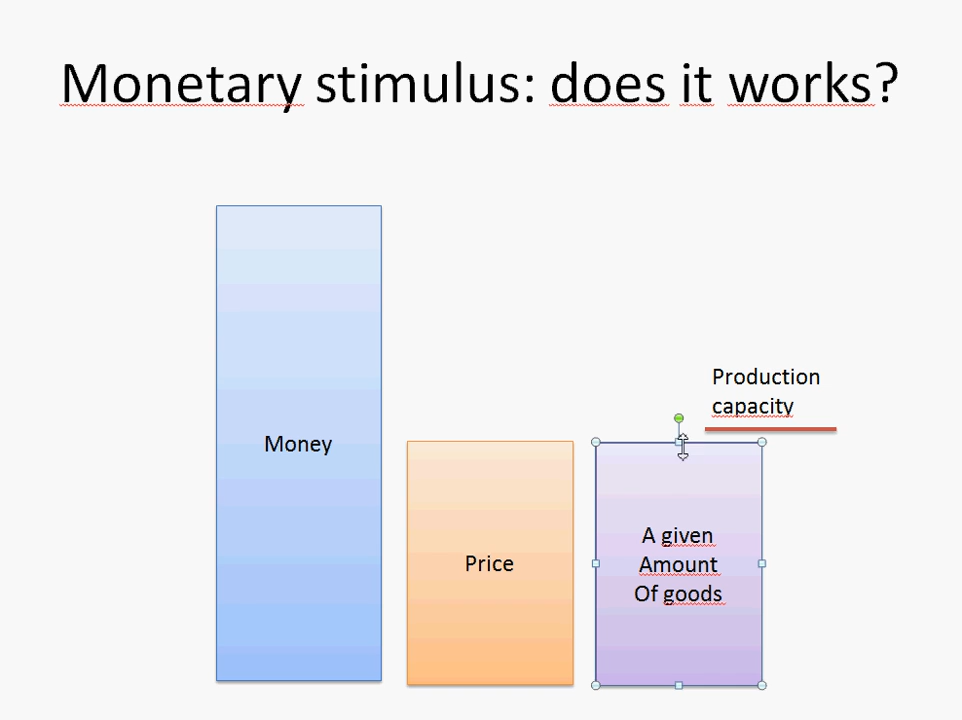 Monetary stimulus: does it works?
Production
capacity
Money
Price
A given
Amount
Of goods